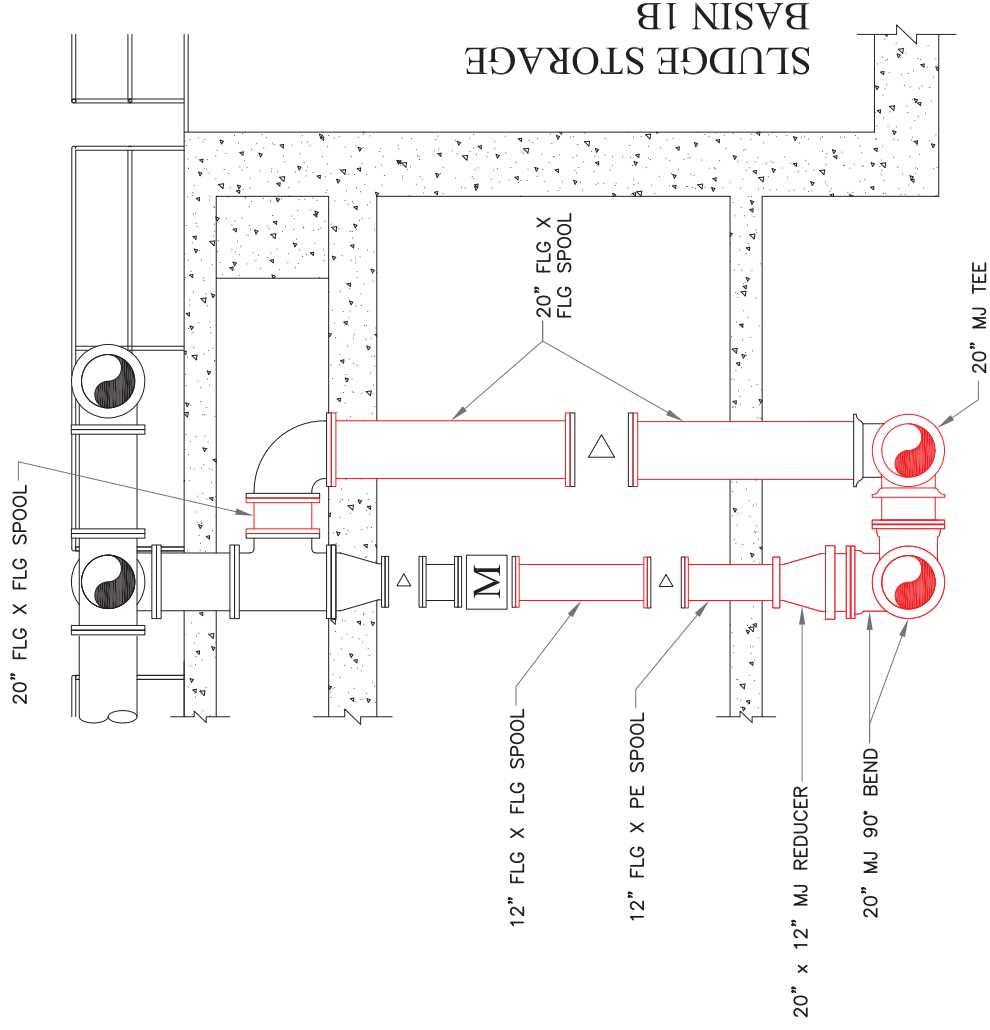 SLUDGE STORAGE
BASIN 1B
20" FLG X FLG SPOOL
20" FLG X
FLG SPOOL
20" MJ TEE
M
12" FLG X FLG SPOOL
12" FLG X PE SPOOL
20" x 12" MJ REDUCER
20" MJ 90° BEND